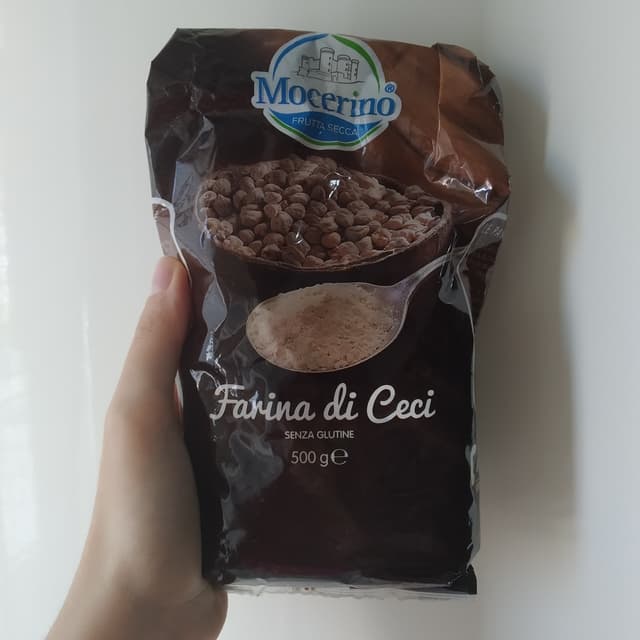 Mocerino®
FRUTTA SECCA
Farina di Ceci
SENZA GLUTINE
500 g ℮